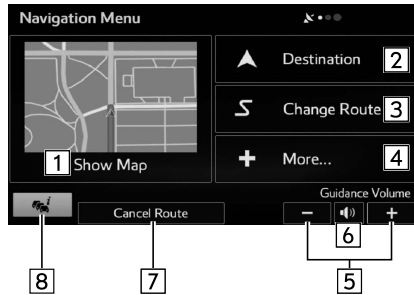 Navigation Menu
Destination 2
Change Route 3
1 Show Map
More... 4
Guidance Volume
i
Cancel Route
− +
6
8 7 5